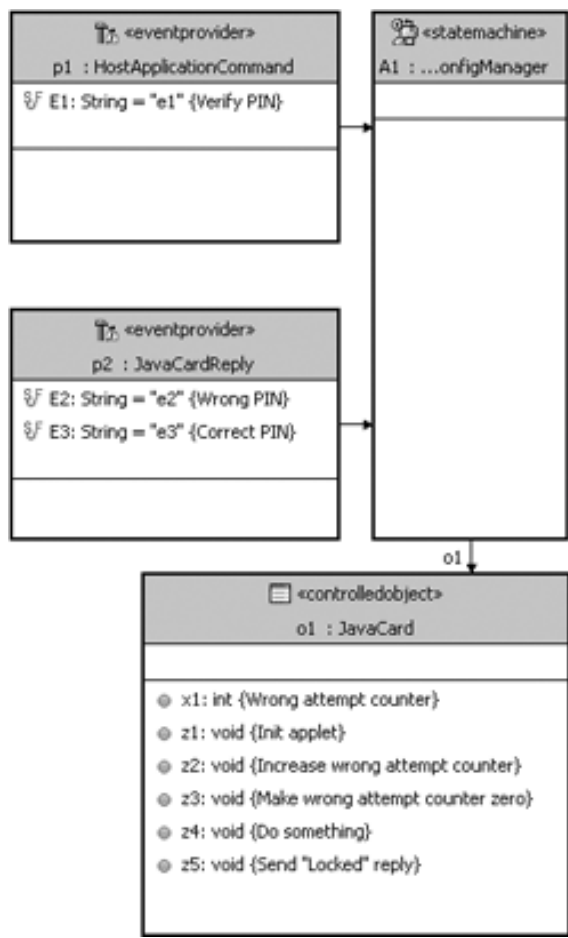 «eventprovider»
p1 : HostApplicationCommand
E1: String = "e1" {Verify PIN}
«statemachine»
A1 : ...onfigManager
«eventprovider»
p2 : JavaCardReply
E2: String = "e2" {Wrong PIN}
E3: String = "e3" {Correct PIN}
o1
«controlledobject»
o1 : JavaCard
x1: int {Wrong attempt counter}
z1: void {Init applet}
z2: void {Increase wrong attempt counter}
z3: void {Make wrong attempt counter zero}
z4: void {Do something}
z5: void {Send "Locked" reply}